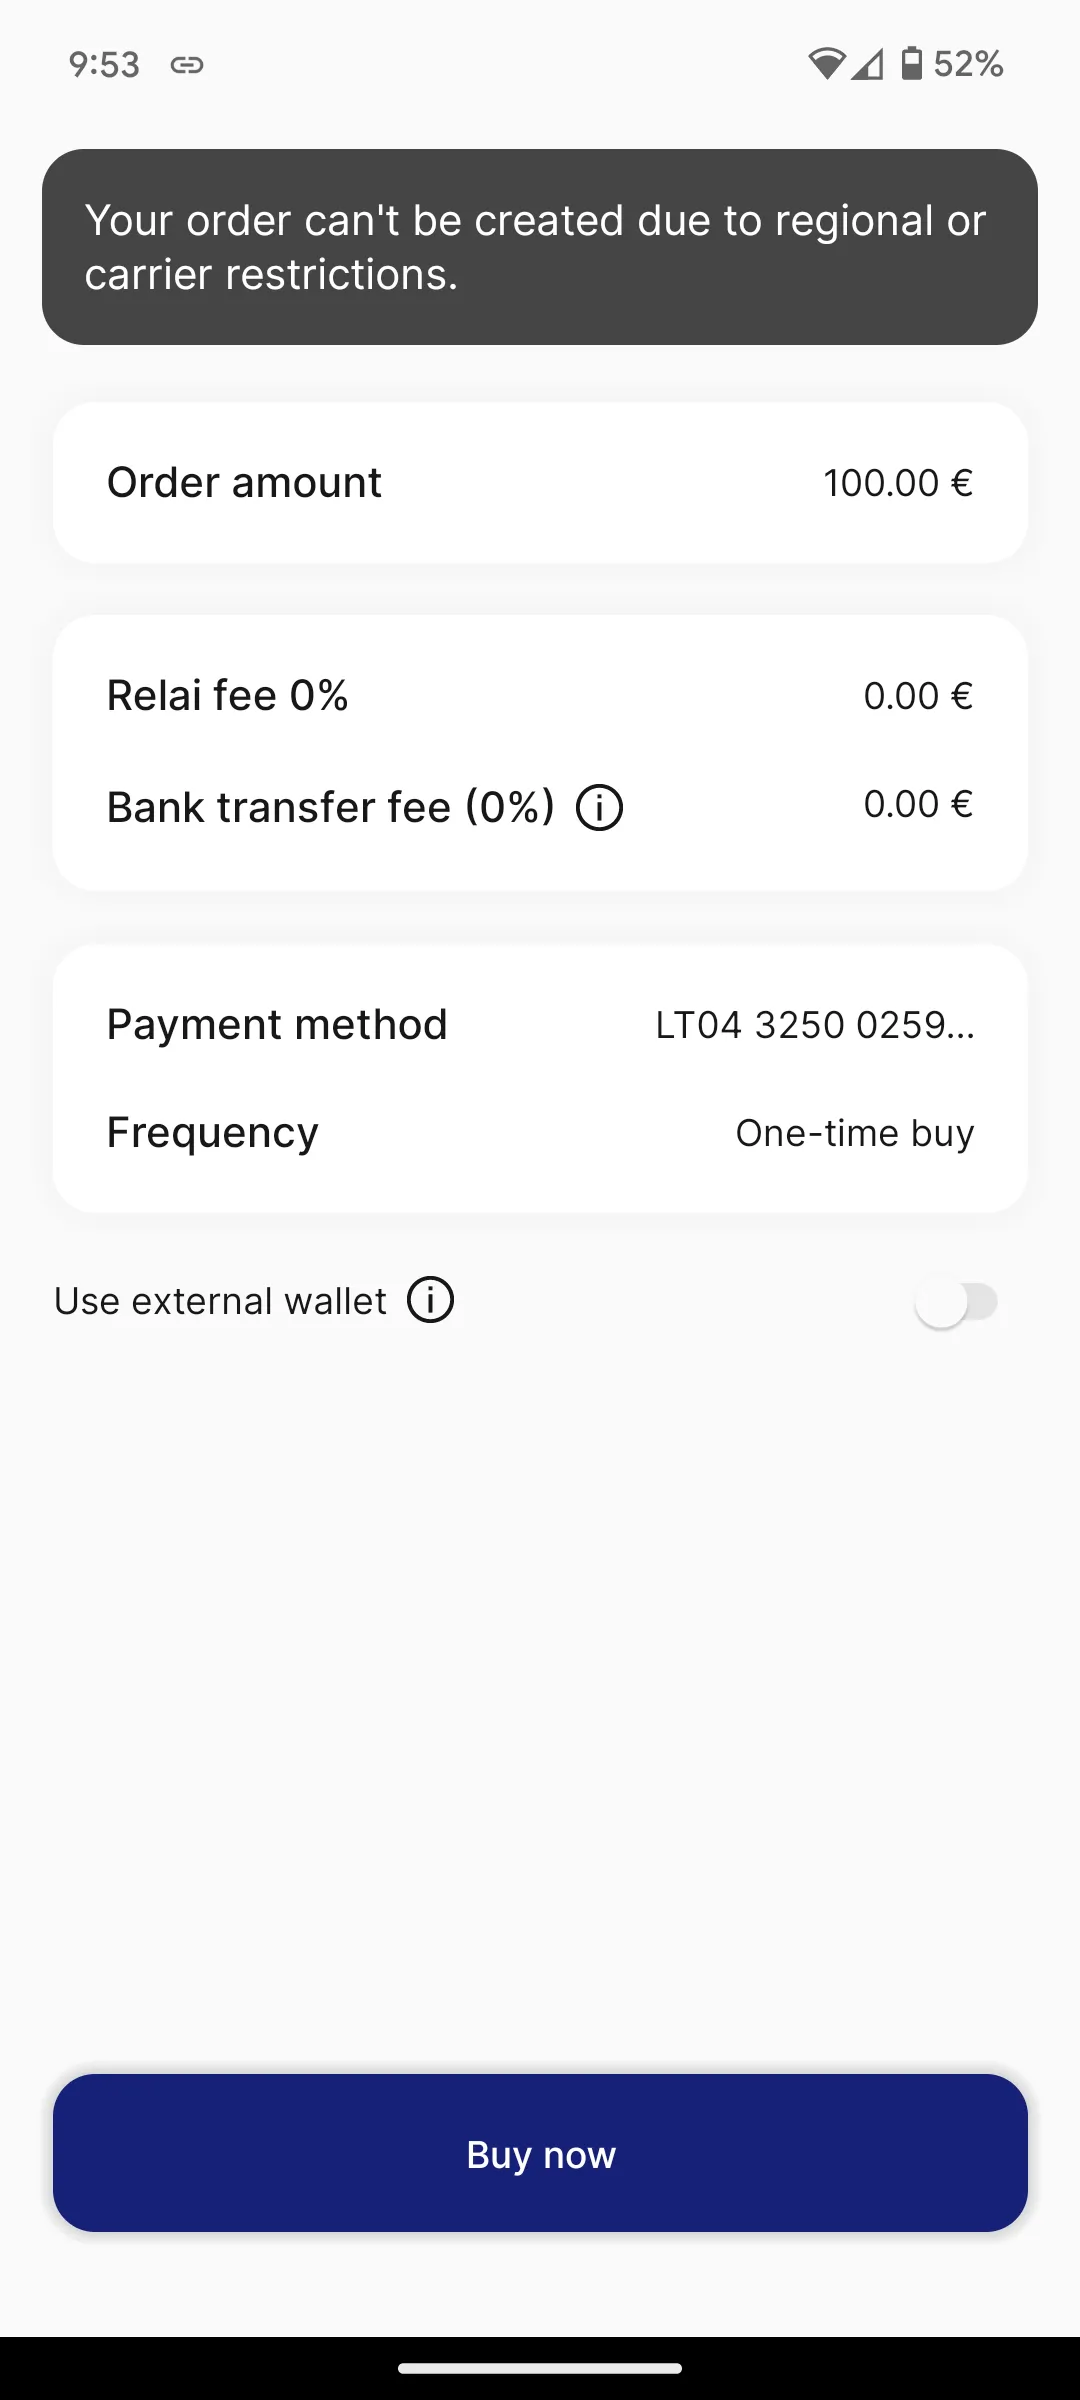 9:53
52%
Your order can't be created due to regional or
carrier restrictions.
Order amount 100.00 €
Relai fee 0% 0.00 €
Bank transfer fee (0%) 0.00 €
Payment method LT04 3250 0259...
Frequency One-time buy
Use external wallet
Buy now